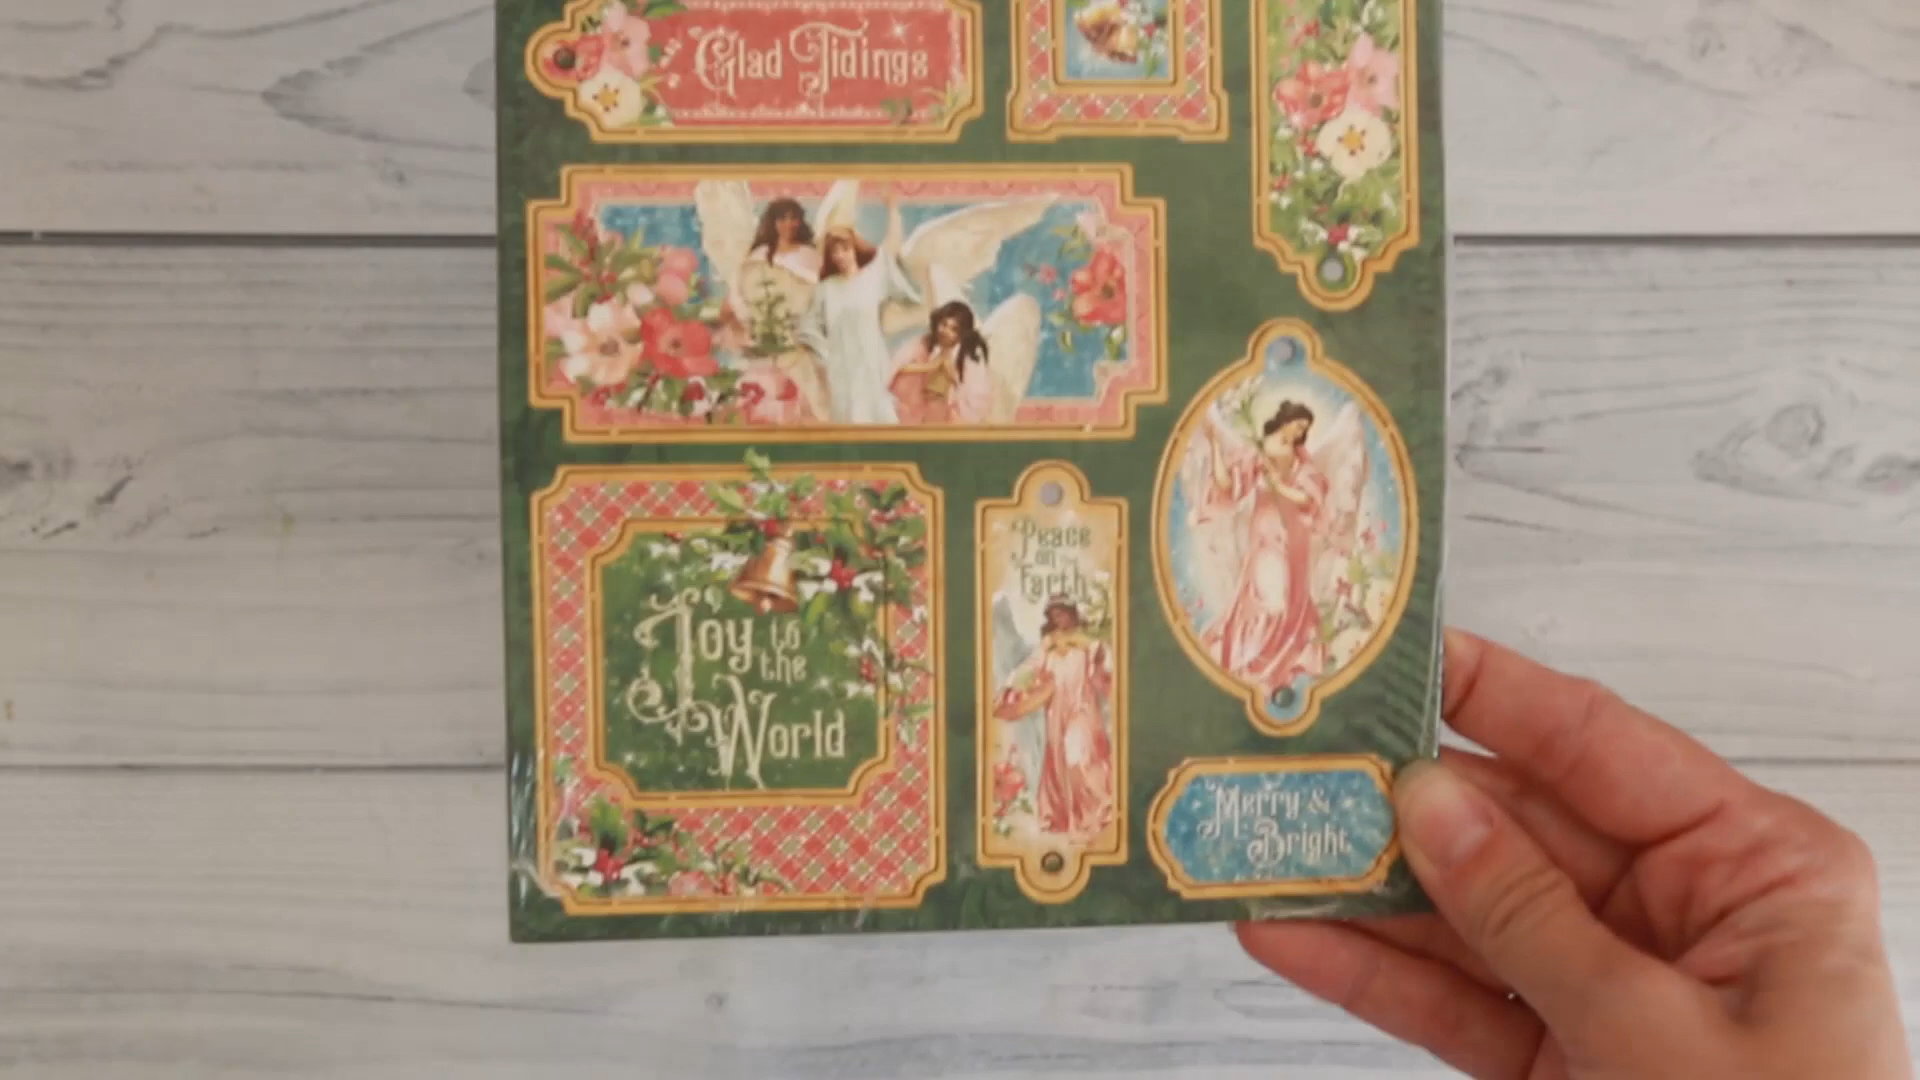 Glad Tidings
Peace
on
Earth
Joy to
the
World
Merry &
Bright